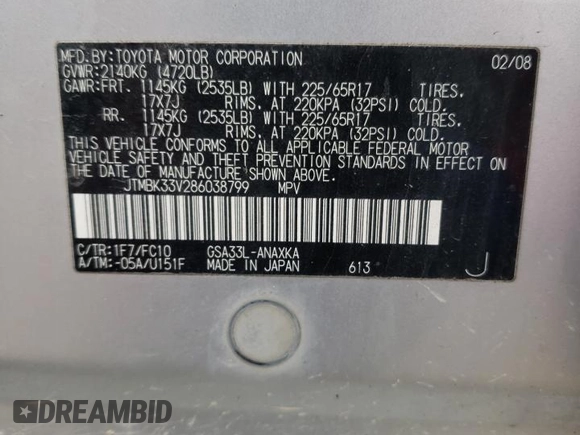 MFD.BY:TOYOTA MOTOR CORPORATION 02/08
GVWR:2140KG (4720LB)
GAWR:FRT. 1145KG (2535LB) WITH 225/65R17 TIRES,
17X7J RIMS, AT 220KPA (32PSI) COLD.
RR. 1145KG (2535LB) WITH 225/65R17 TIRES,
17X7J RIMS, AT 220KPA (32PSI) COLD.
THIS VEHICLE CONFORMS TO ALL APPLICABLE FEDERAL MOTOR
VEHICLE SAFETY AND THEFT PREVENTION STANDARDS IN EFFECT ON
THE DATE OF MANUFACTURE SHOWN ABOVE.
JTMBK33V286038799 MPV
C/TR:1F7/FC10 GSA33L-ANAXKA
A/TM:-05A/U151F MADE IN JAPAN 613 J
DREAMBID